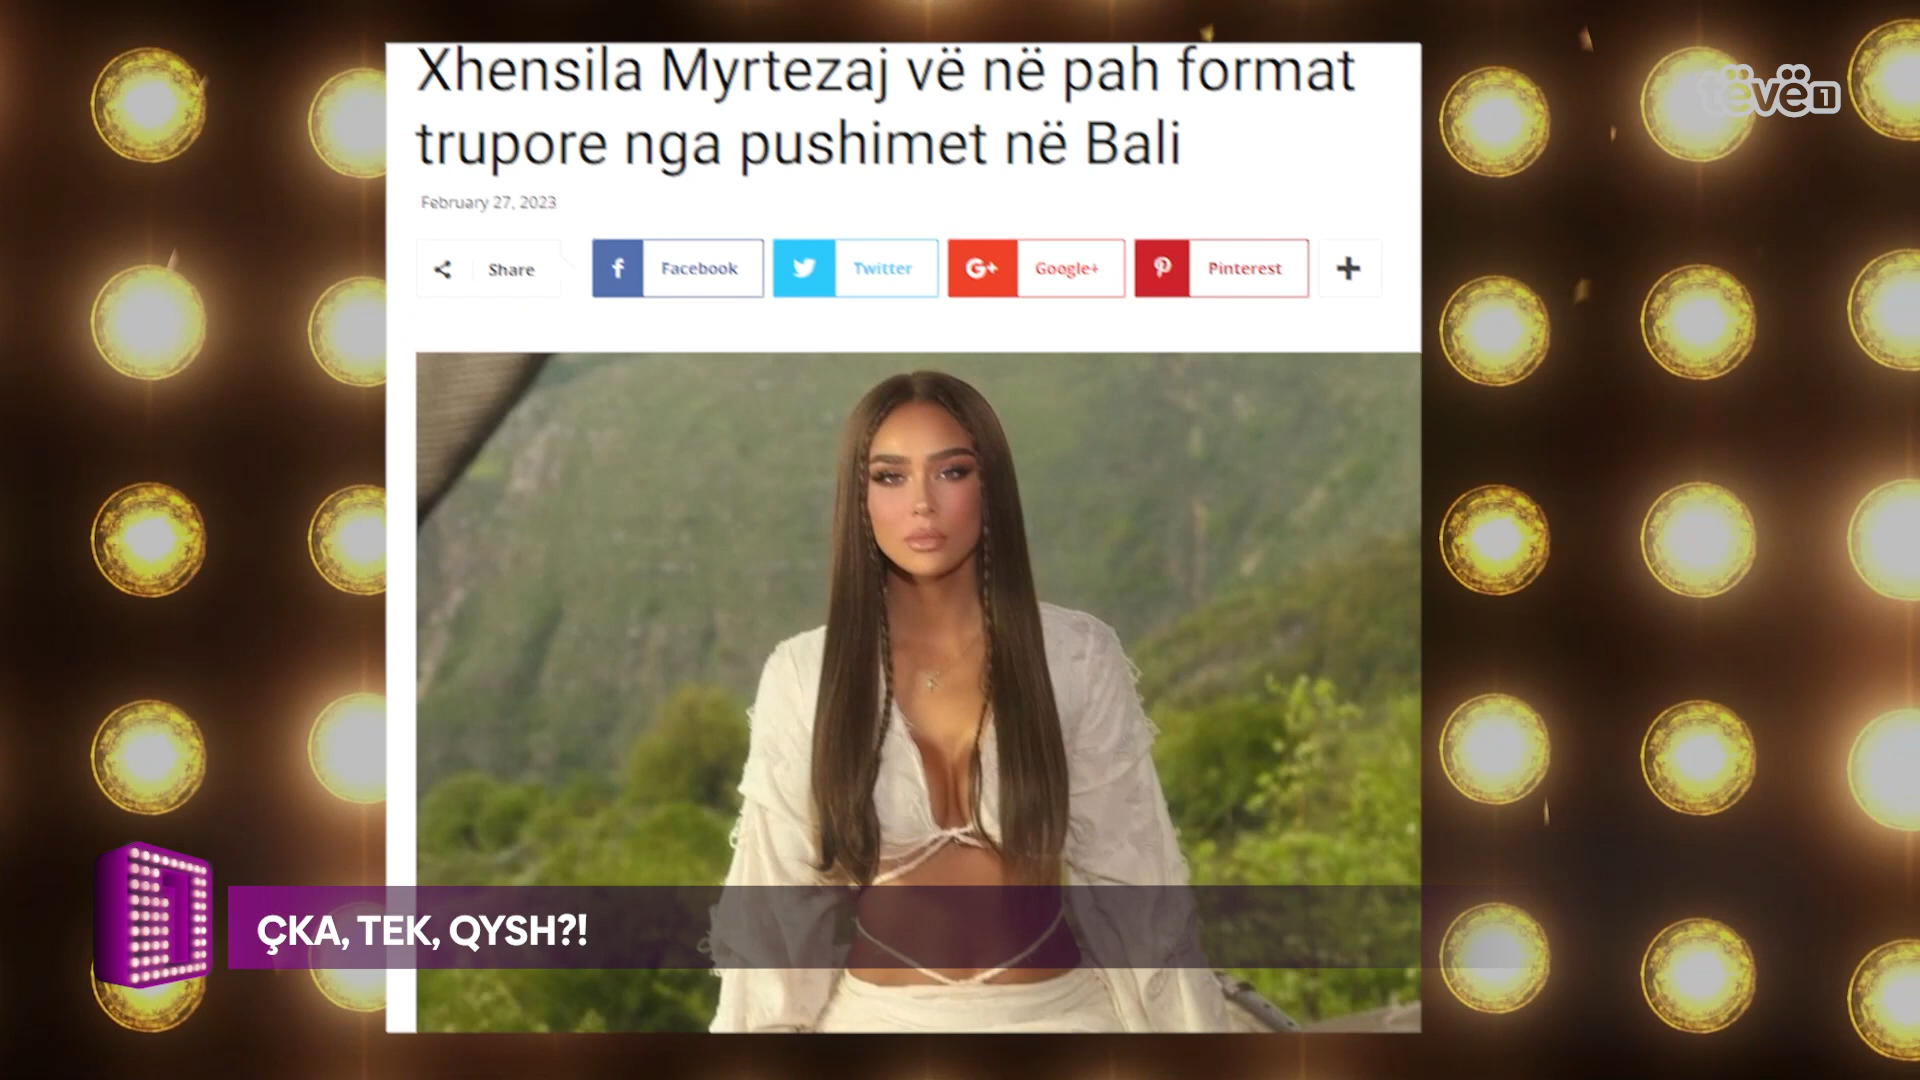 Xhensila Myrtezaj vë në pah format
trupore nga pushimet në Bali
February 27, 2023
Share
Facebook
Twitter
G+ Google+
Pinterest
tëvë1
ÇKA, TEK, QYSH?!